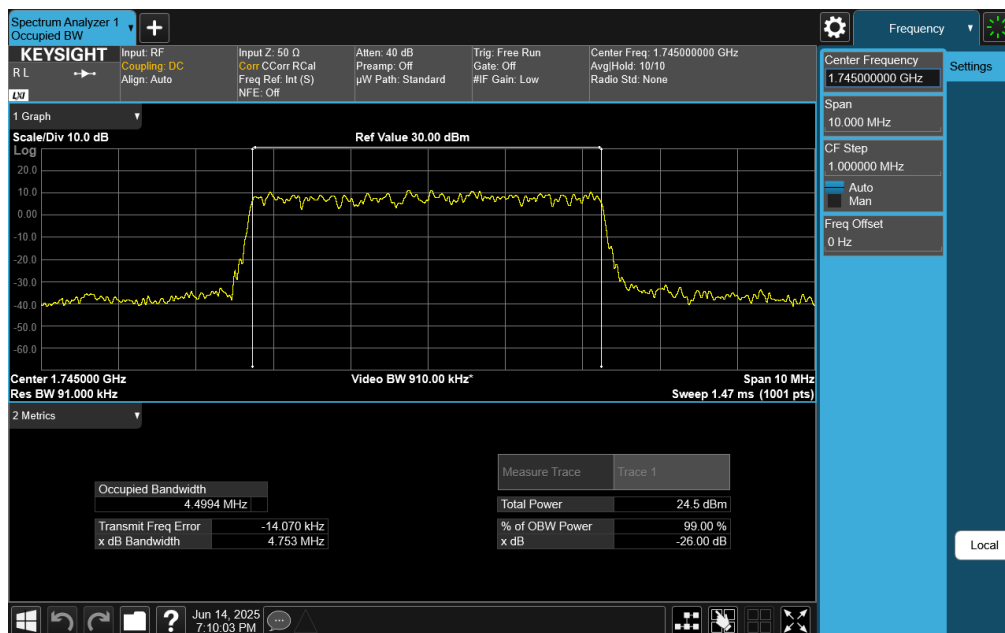 Spectrum Analyzer 1
Occupied BW
+
Frequency
KEYSIGHT
R L
LXI
Input: RF
Coupling: DC
Align: Auto
Input Z: 50 Ω
Corr CCorr RCal
Freq Ref: Int (S)
NFE: Off
Atten: 40 dB
Preamp: Off
µW Path: Standard
Trig: Free Run
Gate: Off
#IF Gain: Low
Center Freq: 1.745000000 GHz
Avg|Hold: 10/10
Radio Std: None
Center Frequency
1.745000000 GHz
Settings
Span
10.000 MHz
CF Step
1.000000 MHz
Auto
Man
Freq Offset
0 Hz
Local
1 Graph
Scale/Div 10.0 dB
Ref Value 30.00 dBm
Log
20.0
10.0
0.00
-10.0
-20.0
-30.0
-40.0
-50.0
-60.0
Center 1.745000 GHz
Video BW 910.00 kHz*
Span 10 MHz
Res BW 91.000 kHz
Sweep 1.47 ms (1001 pts)
2 Metrics
Measure Trace Trace 1
Occupied Bandwidth
4.4994 MHz
Total Power 24.5 dBm
Transmit Freq Error -14.070 kHz
% of OBW Power 99.00 %
x dB Bandwidth 4.753 MHz
x dB -26.00 dB
?
Jun 14, 2025
7:10:03 PM